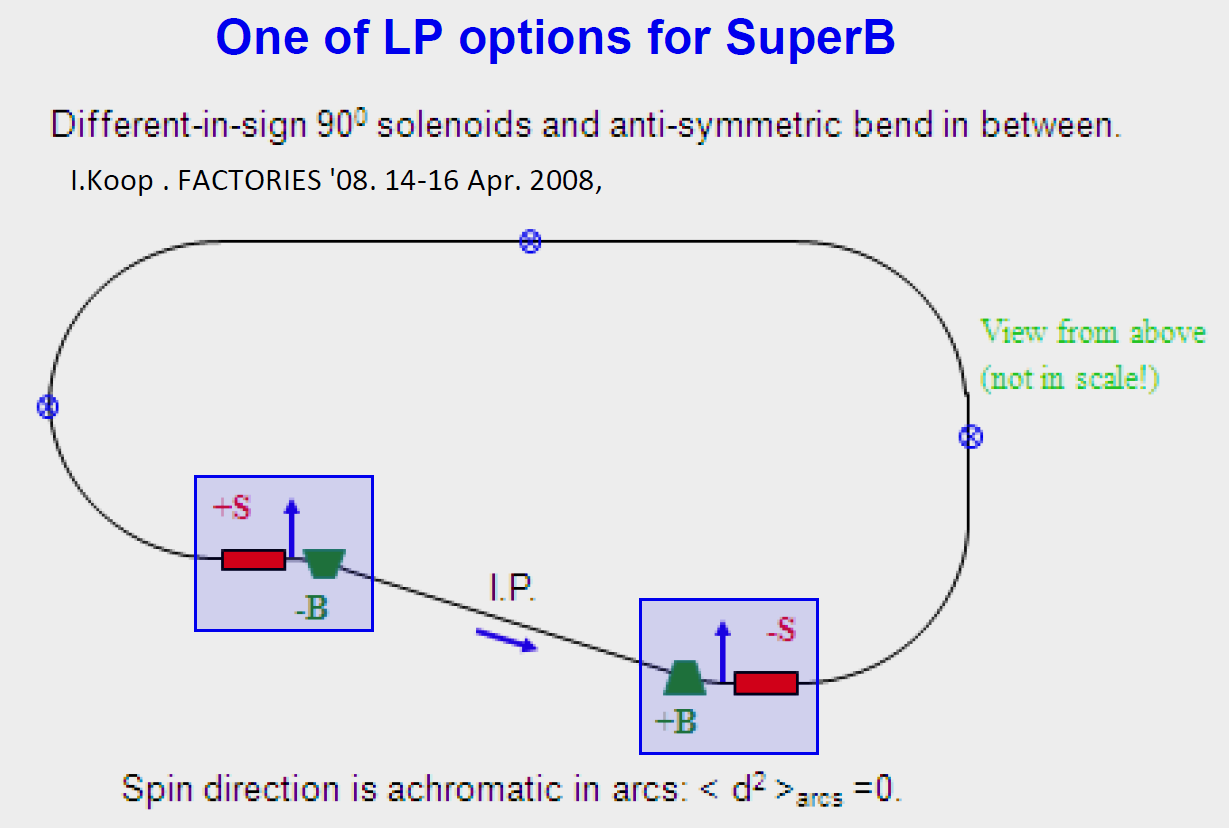 One of LP options for SuperB
Different-in-sign 90⁰ solenoids and anti-symmetric bend in between.
I.Koop . FACTORIES '08. 14-16 Apr. 2008,
View from above
(not in scale!)
+S
-B
I.P.
-S
+B
Spin direction is achromatic in arcs: < d² >arcs =0.